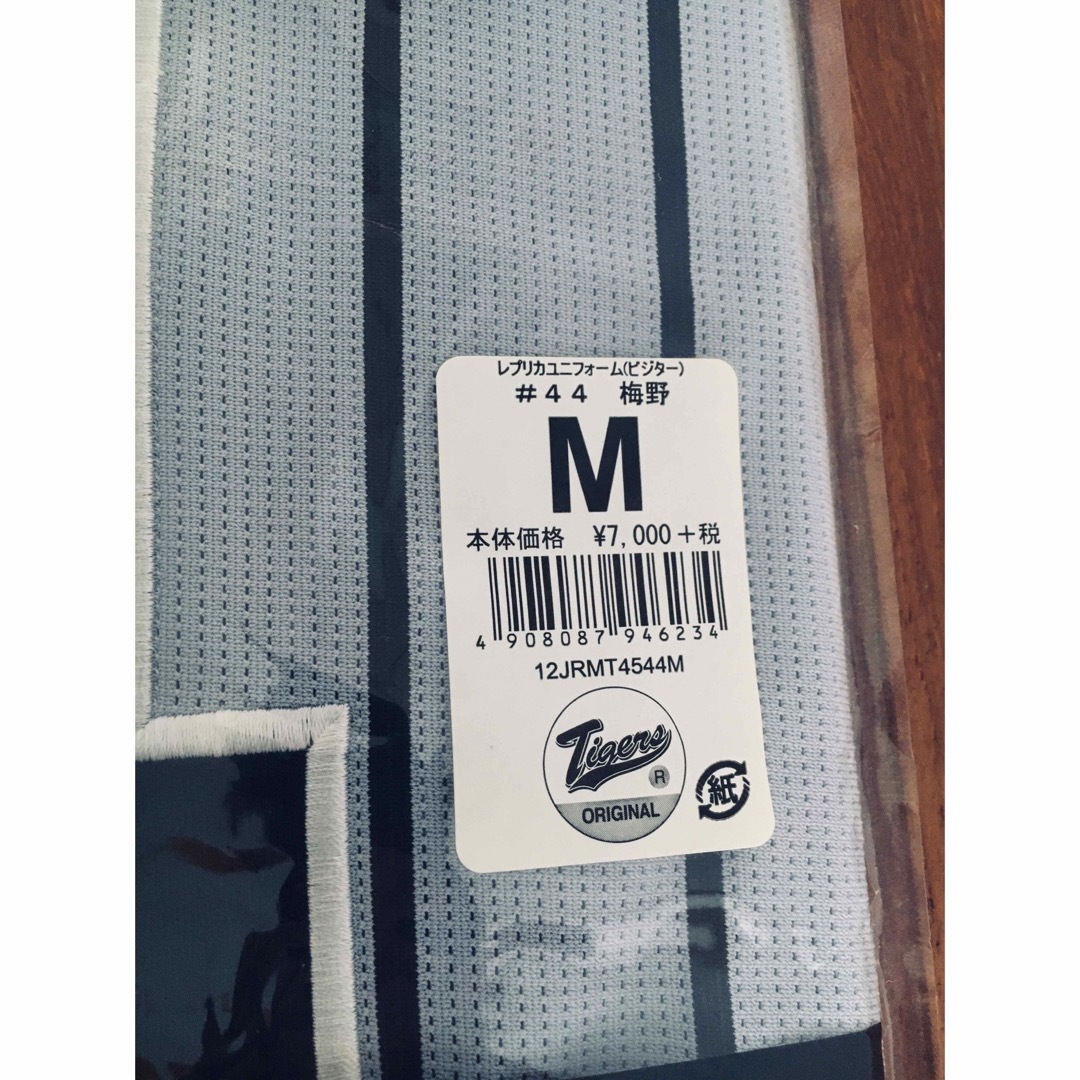 レプリカユニフォーム(ビジター)
#44 梅野
M
本体価格 ¥7,000+税
4 908087 946234
12JRMT4544M
Tigers
R
ORIGINAL
紙